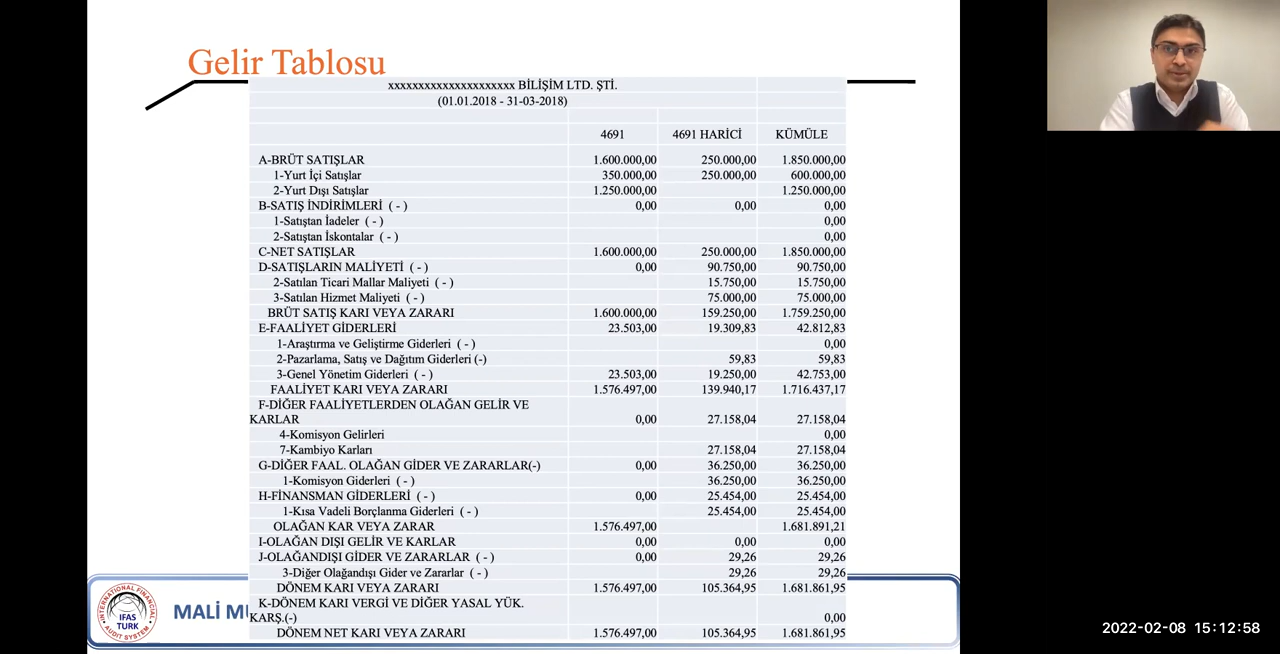 Gelir Tablosu
xxxxxxxxxxxxxxxxxxxxx BİLİŞİM LTD. ŞTİ.
(01.01.2018 - 31-03-2018)
4691 4691 HARİCİ KÜMÜLE
A-BRÜT SATIŞLAR 1.600.000,00 250.000,00 1.850.000,00
1-Yurt İçi Satışlar 350.000,00 250.000,00 600.000,00
2-Yurt Dışı Satışlar 1.250.000,00 1.250.000,00
B-SATIŞ İNDİRİMLERİ ( - ) 0,00 0,00 0,00
1-Satıştan İadeler ( - ) 0,00
2-Satıştan İskontalar ( - ) 0,00
C-NET SATIŞLAR 1.600.000,00 250.000,00 1.850.000,00
D-SATIŞLARIN MALİYETİ ( - ) 0,00 90.750,00 90.750,00
2-Satılan Ticari Mallar Maliyeti ( - ) 15.750,00 15.750,00
3-Satılan Hizmet Maliyeti ( - ) 75.000,00 75.000,00
BRÜT SATIŞ KARI VEYA ZARARI 1.600.000,00 159.250,00 1.759.250,00
E-FAALİYET GİDERLERİ 23.503,00 19.309,83 42.812,83
1-Araştırma ve Geliştirme Giderleri ( - ) 0,00
2-Pazarlama, Satış ve Dağıtım Giderleri (-) 59,83 59,83
3-Genel Yönetim Giderleri ( - ) 23.503,00 19.250,00 42.753,00
FAALİYET KARI VEYA ZARARI 1.576.497,00 139.940,17 1.716.437,17
F-DİĞER FAALİYETLERDEN OLAĞAN GELİR VE
KARLAR 0,00 27.158,04 27.158,04
4-Komisyon Gelirleri 0,00
7-Kambiyo Karları 27.158,04 27.158,04
G-DİĞER FAAL. OLAĞAN GİDER VE ZARARLAR(-) 0,00 36.250,00 36.250,00
1-Komisyon Giderleri ( - ) 36.250,00 36.250,00
H-FİNANSMAN GİDERLERİ ( - ) 0,00 25.454,00 25.454,00
1-Kısa Vadeli Borçlanma Giderleri ( - ) 25.454,00 25.454,00
OLAĞAN KAR VEYA ZARAR 1.576.497,00 1.681.891,21
I-OLAĞAN DIŞI GELİR VE KARLAR 0,00 0,00 0,00
J-OLAĞANDIŞI GİDER VE ZARARLAR ( - ) 0,00 29,26 29,26
3-Diğer Olağandışı Gider ve Zararlar ( - ) 29,26 29,26
DÖNEM KARI VEYA ZARARI 1.576.497,00 105.364,95 1.681.861,95
K-DÖNEM KARI VERGİ VE DİĞER YASAL YÜK.
KARŞ.(-) 0,00
DÖNEM NET KARI VEYA ZARARI 1.576.497,00 105.364,95 1.681.861,95
INTERNATIONAL FINANCIAL
IFAS
TURK
AUDIT SYSTEM
MALİ M
2022-02-08 15:12:58